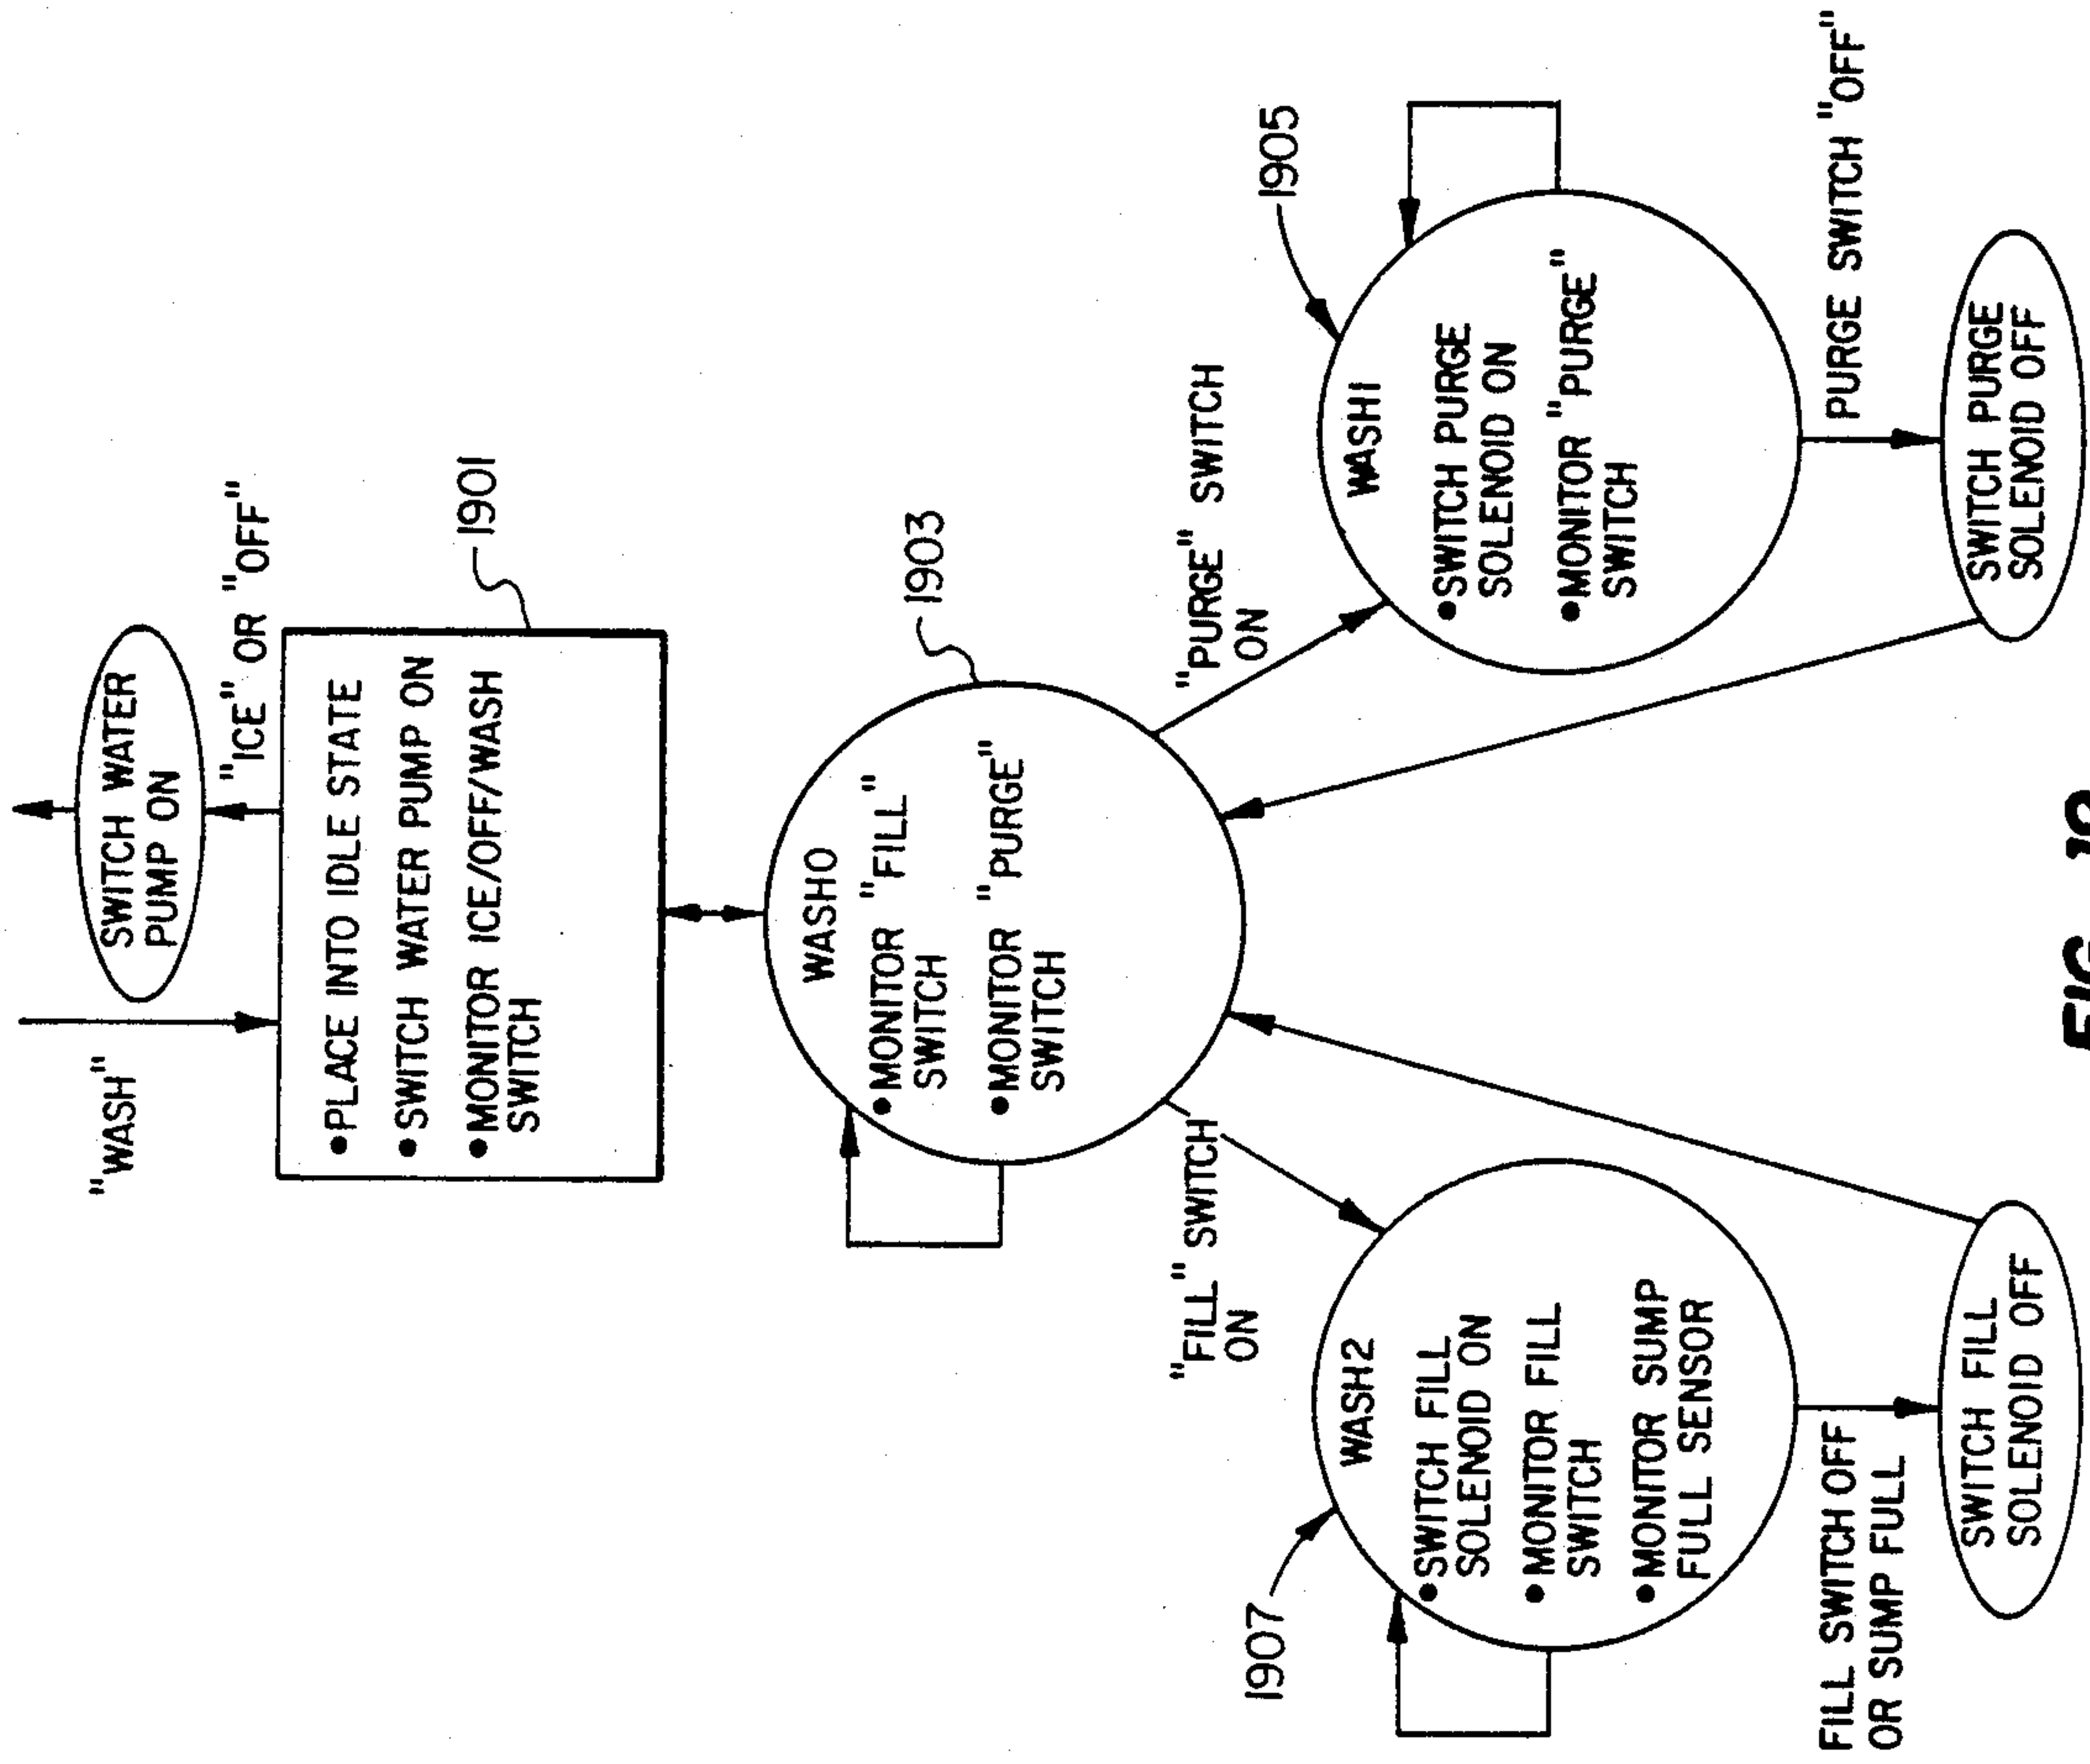 "WASH"
SWITCH WATER
PUMP ON
"ICE" OR "OFF"
•PLACE INTO IDLE STATE
•SWITCH WATER PUMP ON
•MONITOR ICE/OFF/WASH
SWITCH
1901
WASH0
•MONITOR "FILL"
SWITCH
•MONITOR "PURGE"
SWITCH
1903
"FILL" SWITCH
ON
"PURGE" SWITCH
ON
1907
WASH2
•SWITCH FILL
SOLENOID ON
•MONITOR FILL
SWITCH
•MONITOR SUMP
FULL SENSOR
1905
WASH1
•SWITCH PURGE
SOLENOID ON
•MONITOR "PURGE"
SWITCH
FILL SWITCH OFF
OR SUMP FULL
PURGE SWITCH "OFF"
SWITCH FILL
SOLENOID OFF
SWITCH PURGE
SOLENOID OFF
FIG. 19